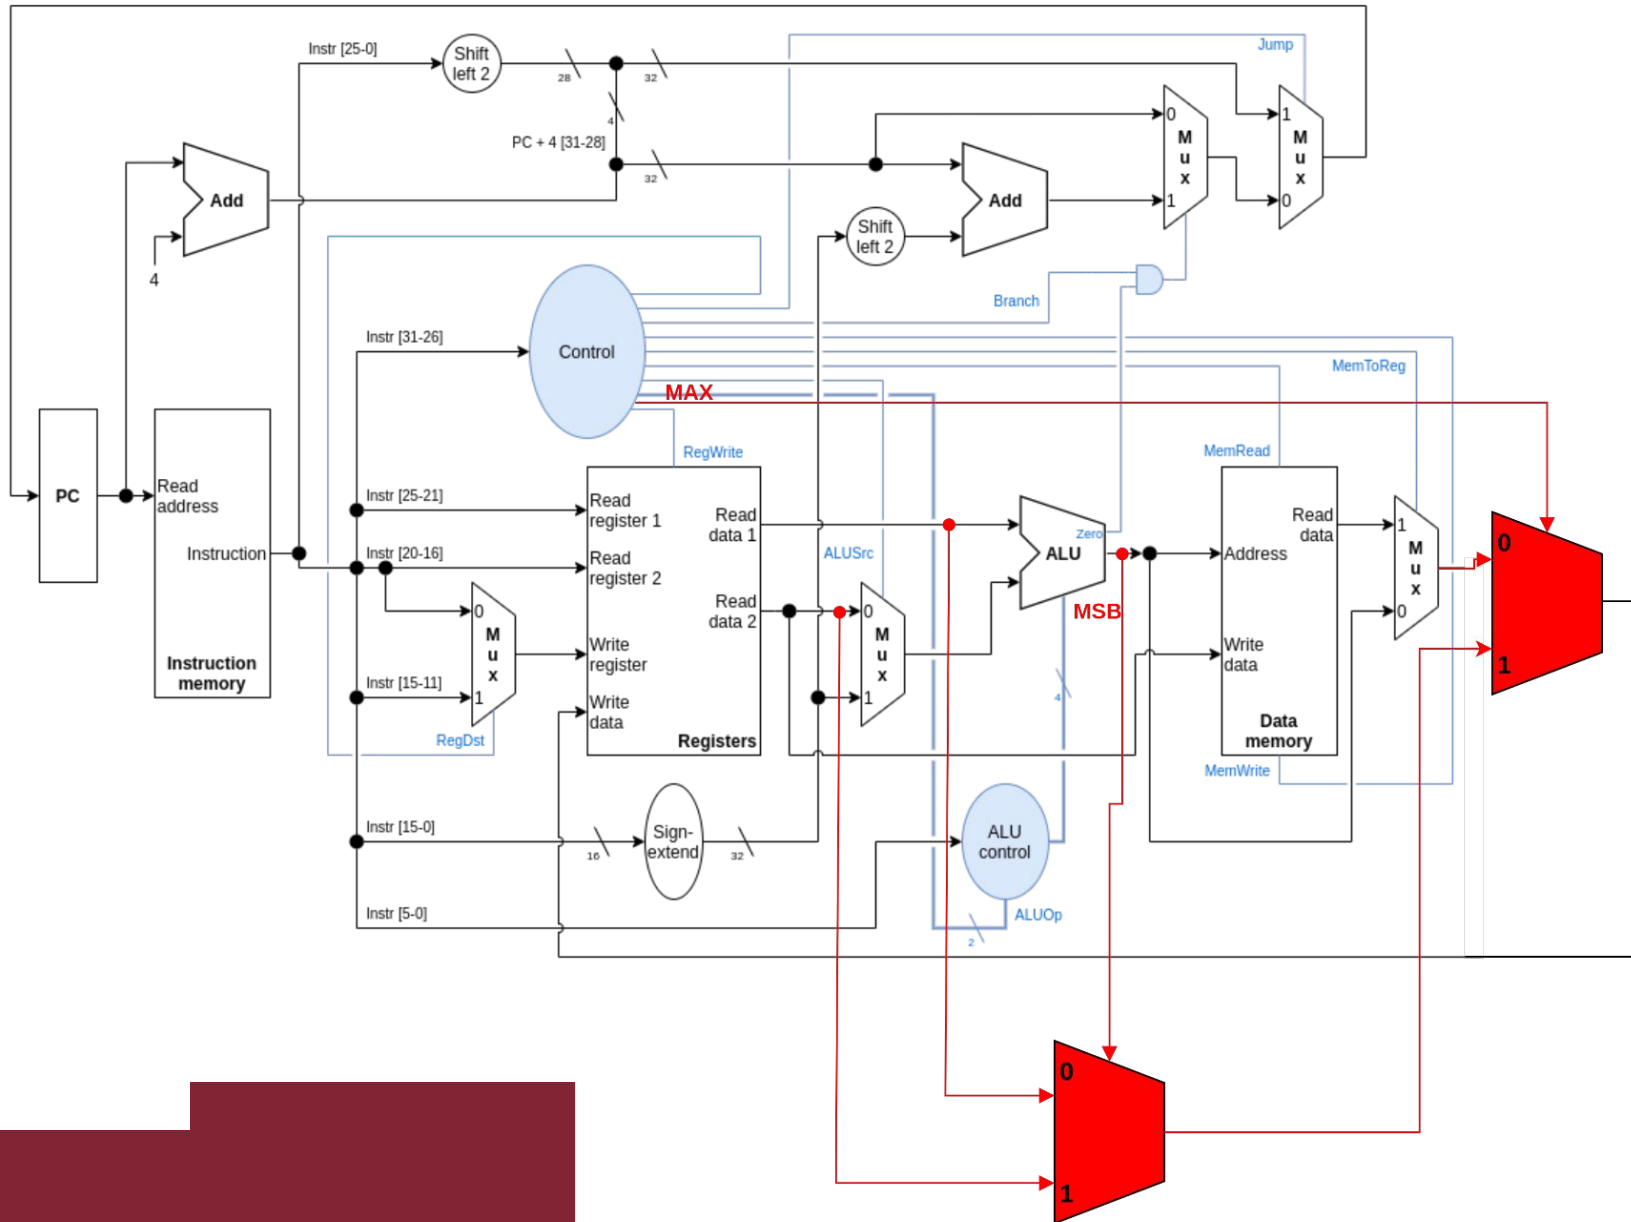 Instr [25-0]
Shift
left 2
28
32
Jump
4
PC + 4 [31-28]
32
0
M
u
x
1
1
M
u
x
0
Add
4
Add
Shift
left 2
Branch
Instr [31-26]
Control
MemToReg
MAX
RegWrite
MemRead
PC
Read
address
Instruction
Instruction
memory
Instr [25-21]
Instr [20-16]
Instr [15-11]
0
M
u
x
1
RegDst
Read
register 1
Read
register 2
Write
register
Write
data
Read
data 1
Read
data 2
Registers
ALUSrc
0
M
u
x
1
Zero
ALU
MSB
4
Address
Write
data
Read
data
Data
memory
MemWrite
1
M
u
x
0
0
1
Instr [15-0]
16
Sign-
extend
32
ALU
control
ALUOp
2
Instr [5-0]
0
1